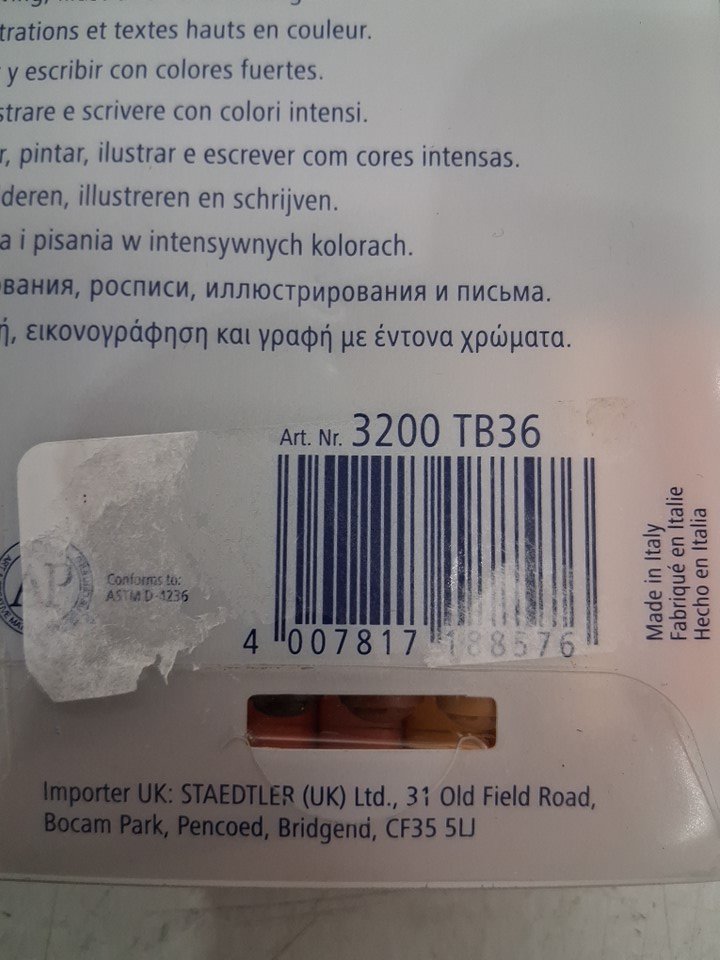 trations et textes hauts en couleur.
y escribir con colores fuertes.
strare e scrivere con colori intensi.
r, pintar, ilustrar e escrever com cores intensas.
deren, illustreren en schrijven.
a i pisania w intensywnych kolorach.
вания, росписи, иллюстрирования и письма.
ή, εικονογράφηση και γραφή με έντονα χρώματα.
Art. Nr. 3200 TB36
AP
Conforms to:
ASTM D-4236
4 007817 188576
Made in Italy
Fabriqué en Italie
Hecho en Italia
Importer UK: STAEDTLER (UK) Ltd., 31 Old Field Road,
Bocam Park, Pencoed, Bridgend, CF35 5LJ